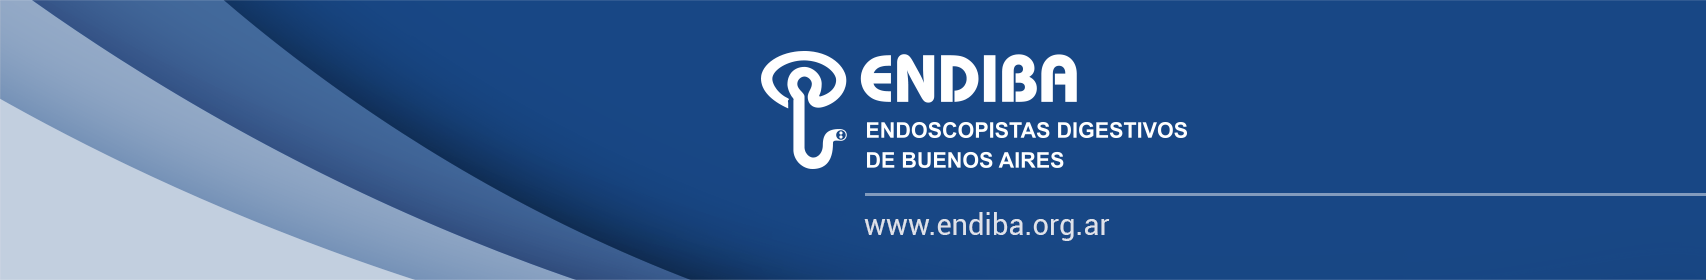 ENDIBA
ENDOSCOPISTAS DIGESTIVOS
DE BUENOS AIRES
www.endiba.org.ar